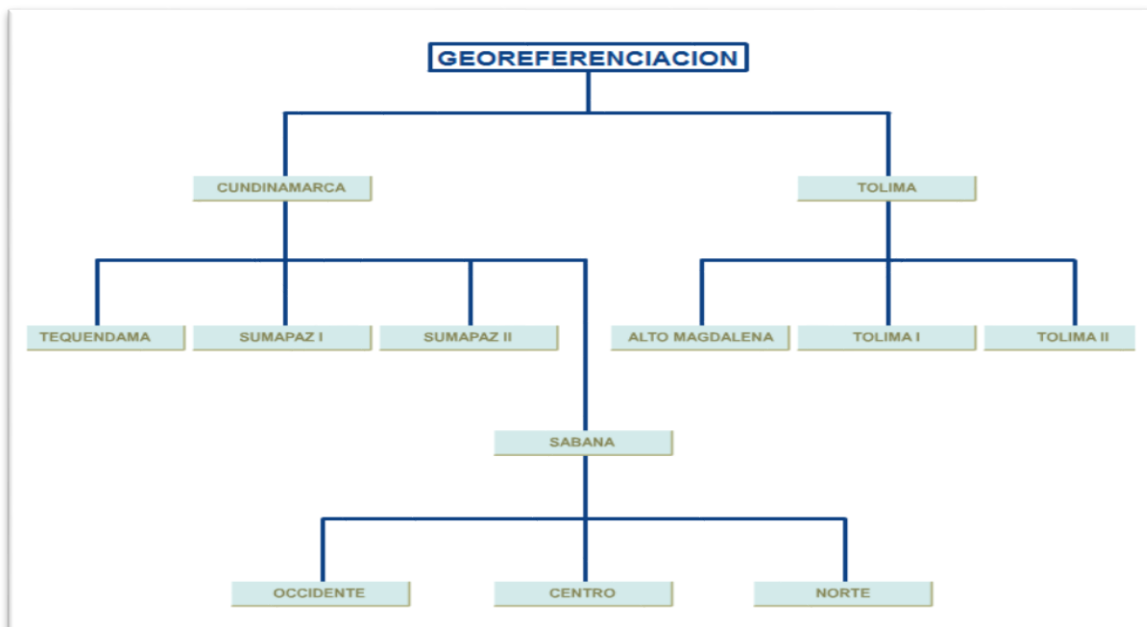 GEOREFERENCIACION
CUNDINAMARCA
TOLIMA
TEQUENDAMA
SUMAPAZ I
SUMAPAZ II
ALTO MAGDALENA
TOLIMA I
TOLIMA II
SABANA
OCCIDENTE
CENTRO
NORTE